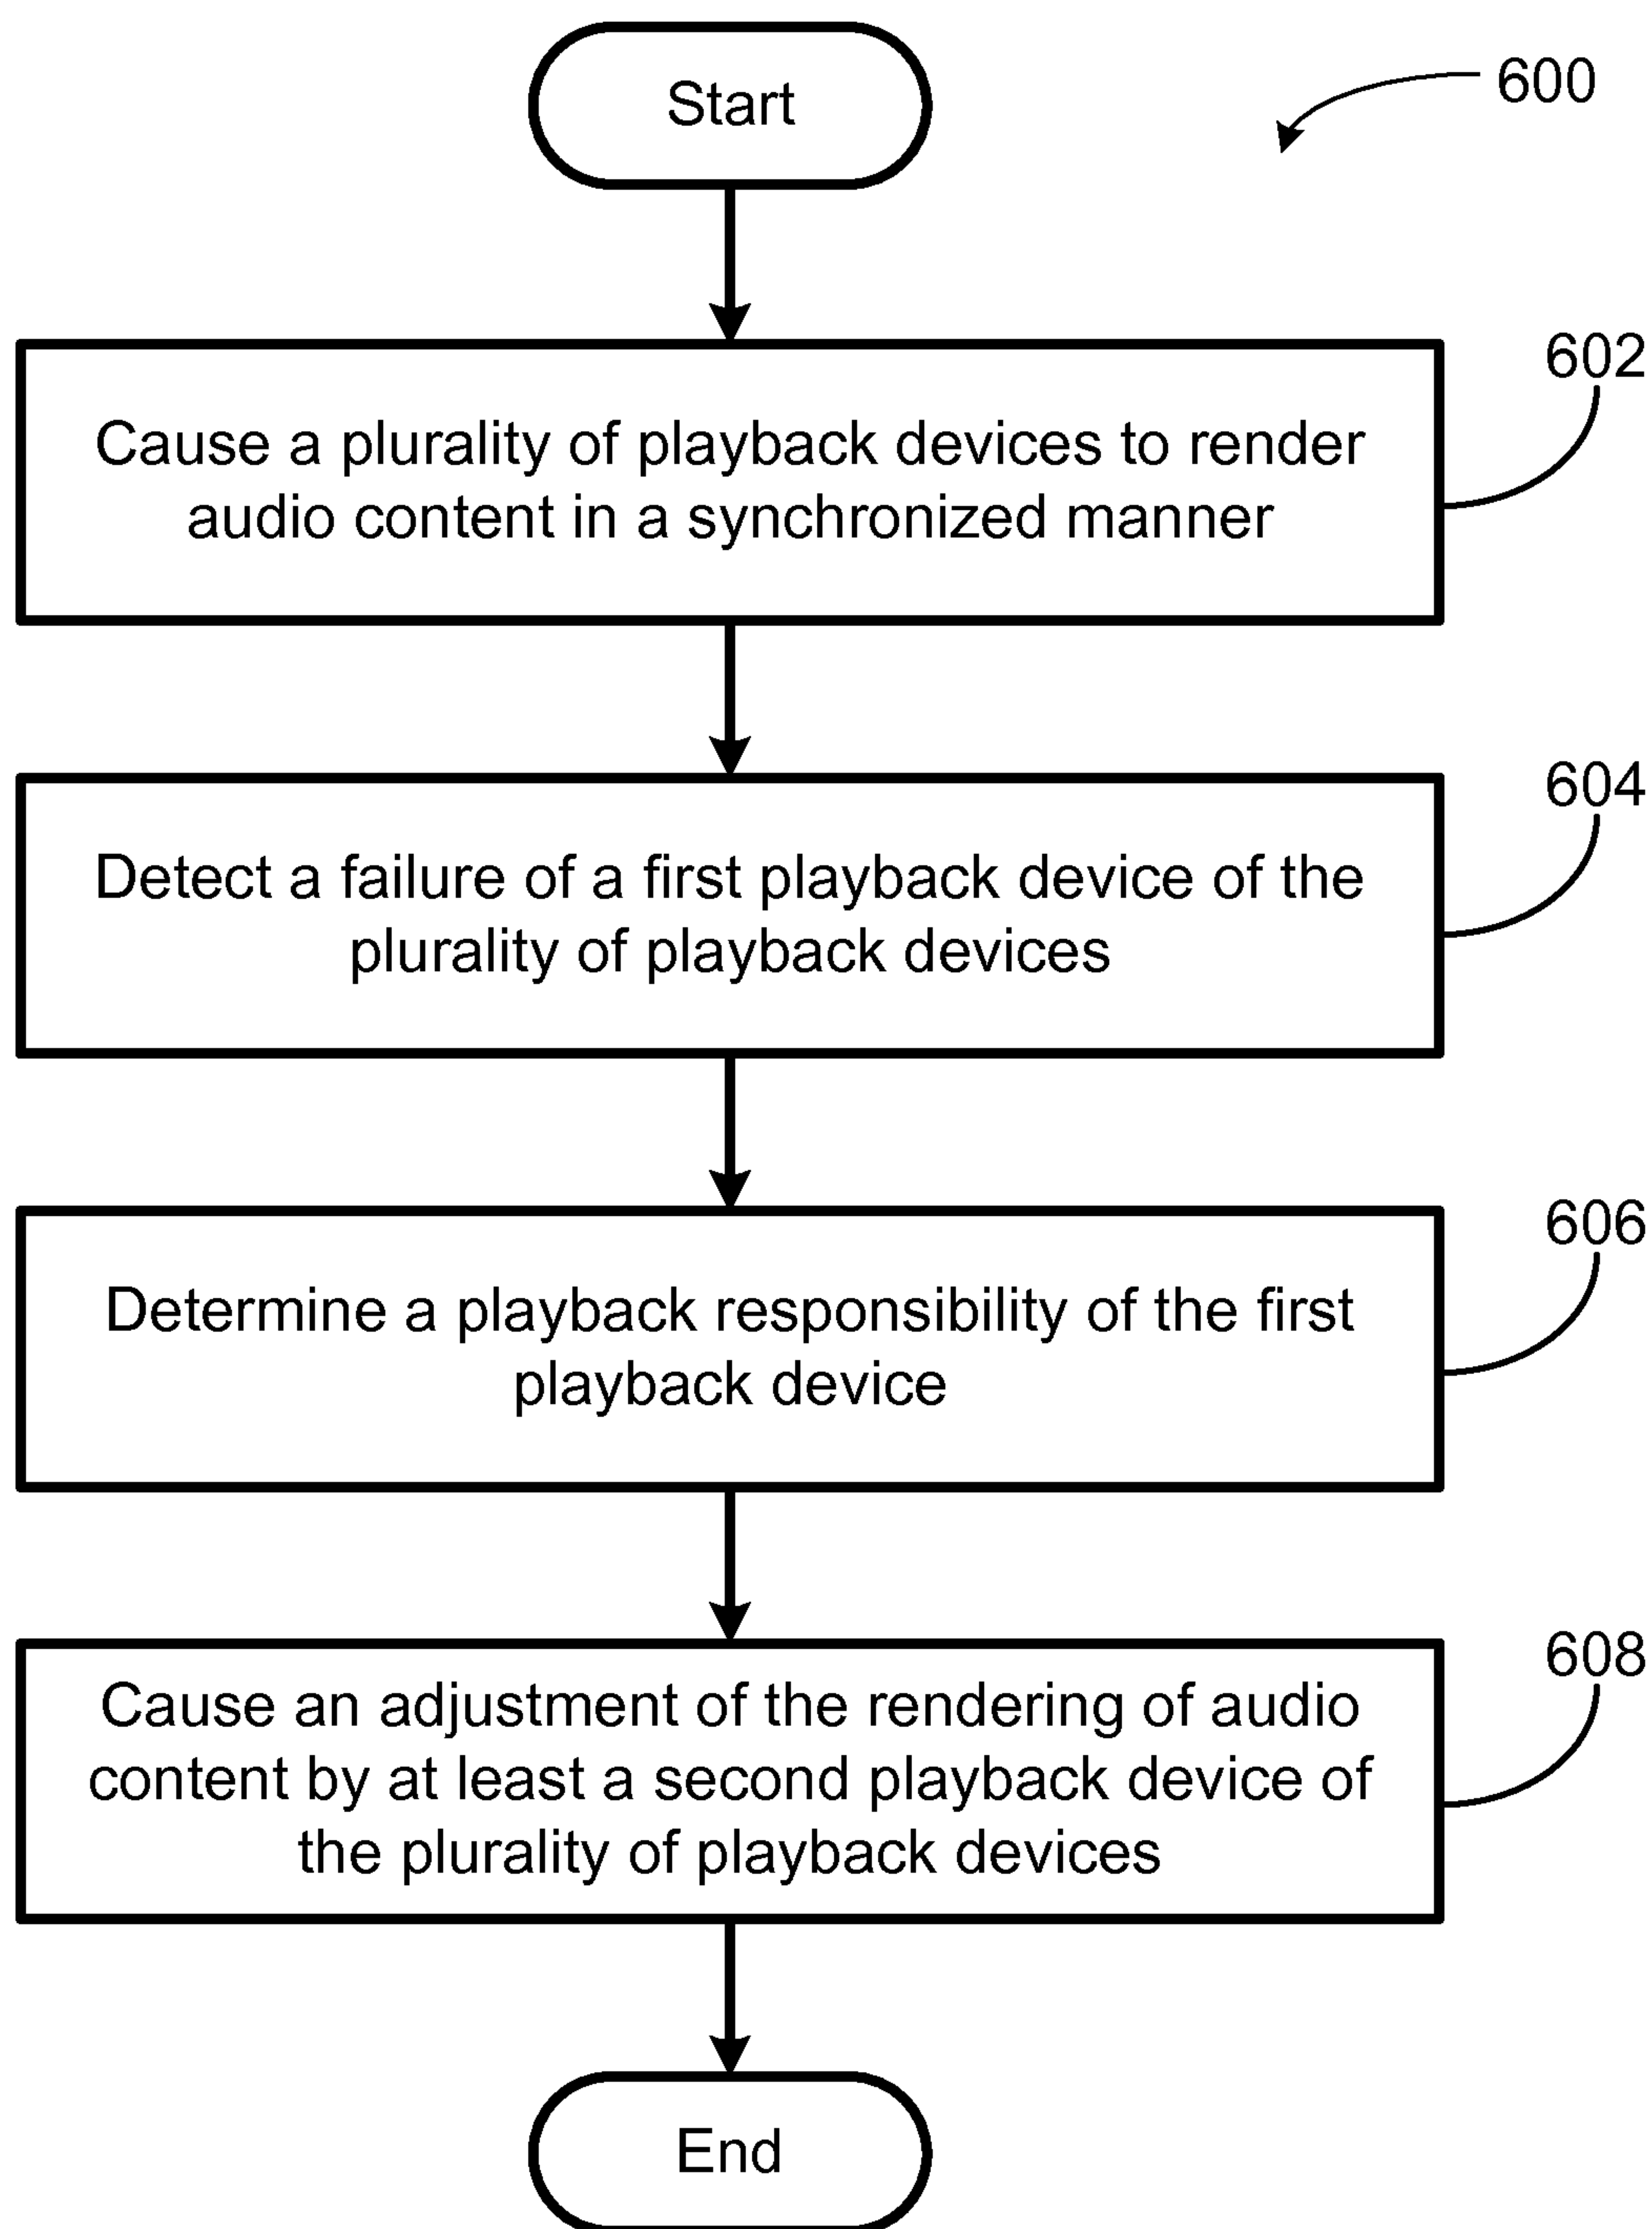 Start
600
602
Cause a plurality of playback devices to render
audio content in a synchronized manner
604
Detect a failure of a first playback device of the
plurality of playback devices
606
Determine a playback responsibility of the first
playback device
608
Cause an adjustment of the rendering of audio
content by at least a second playback device of
the plurality of playback devices
End